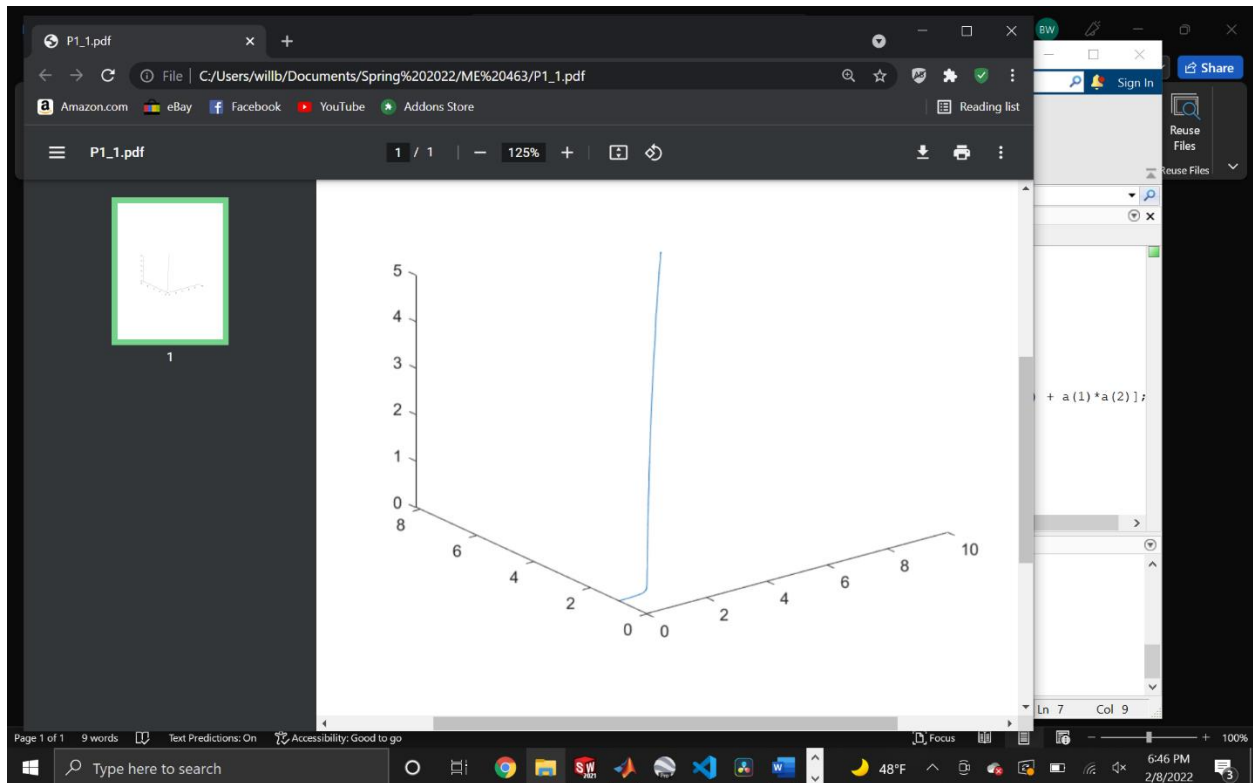 P1_1.pdf
BW
File | C:/Users/willb/Documents/Spring%202022/ME%20463/P1_1.pdf
Sign In
Share
Amazon.com eBay Facebook YouTube Addons Store Reading list
Reuse
Files
Reuse Files
P1_1.pdf 1 / 1 125%
1
5
4
3
2
1
0
8
6
4
2
0
0
2
4
6
8
10
+ a(1)*a(2)];
Ln 7 Col 9
Page 1 of 1 9 words Text Predictions: On Accessibility: Good to go Focus 100%
Type here to search
SW
2021
W
48°F
6:46 PM
2/8/2022
3